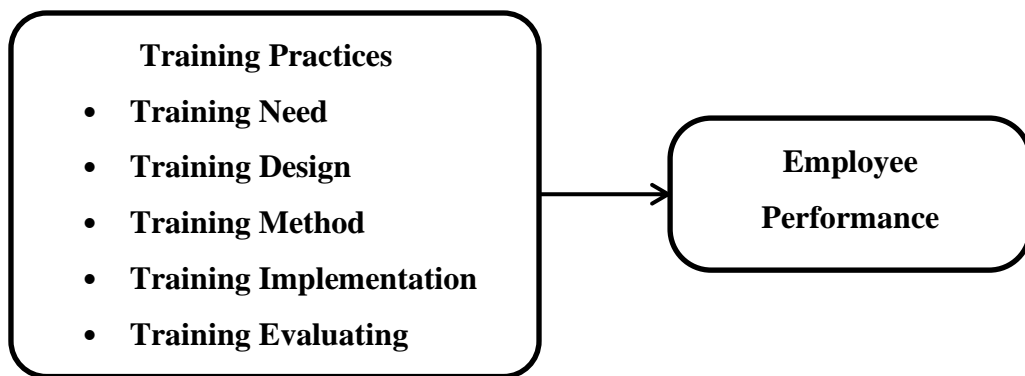 Training Practices
• Training Need
• Training Design
• Training Method
• Training Implementation
• Training Evaluating
Employee
Performance